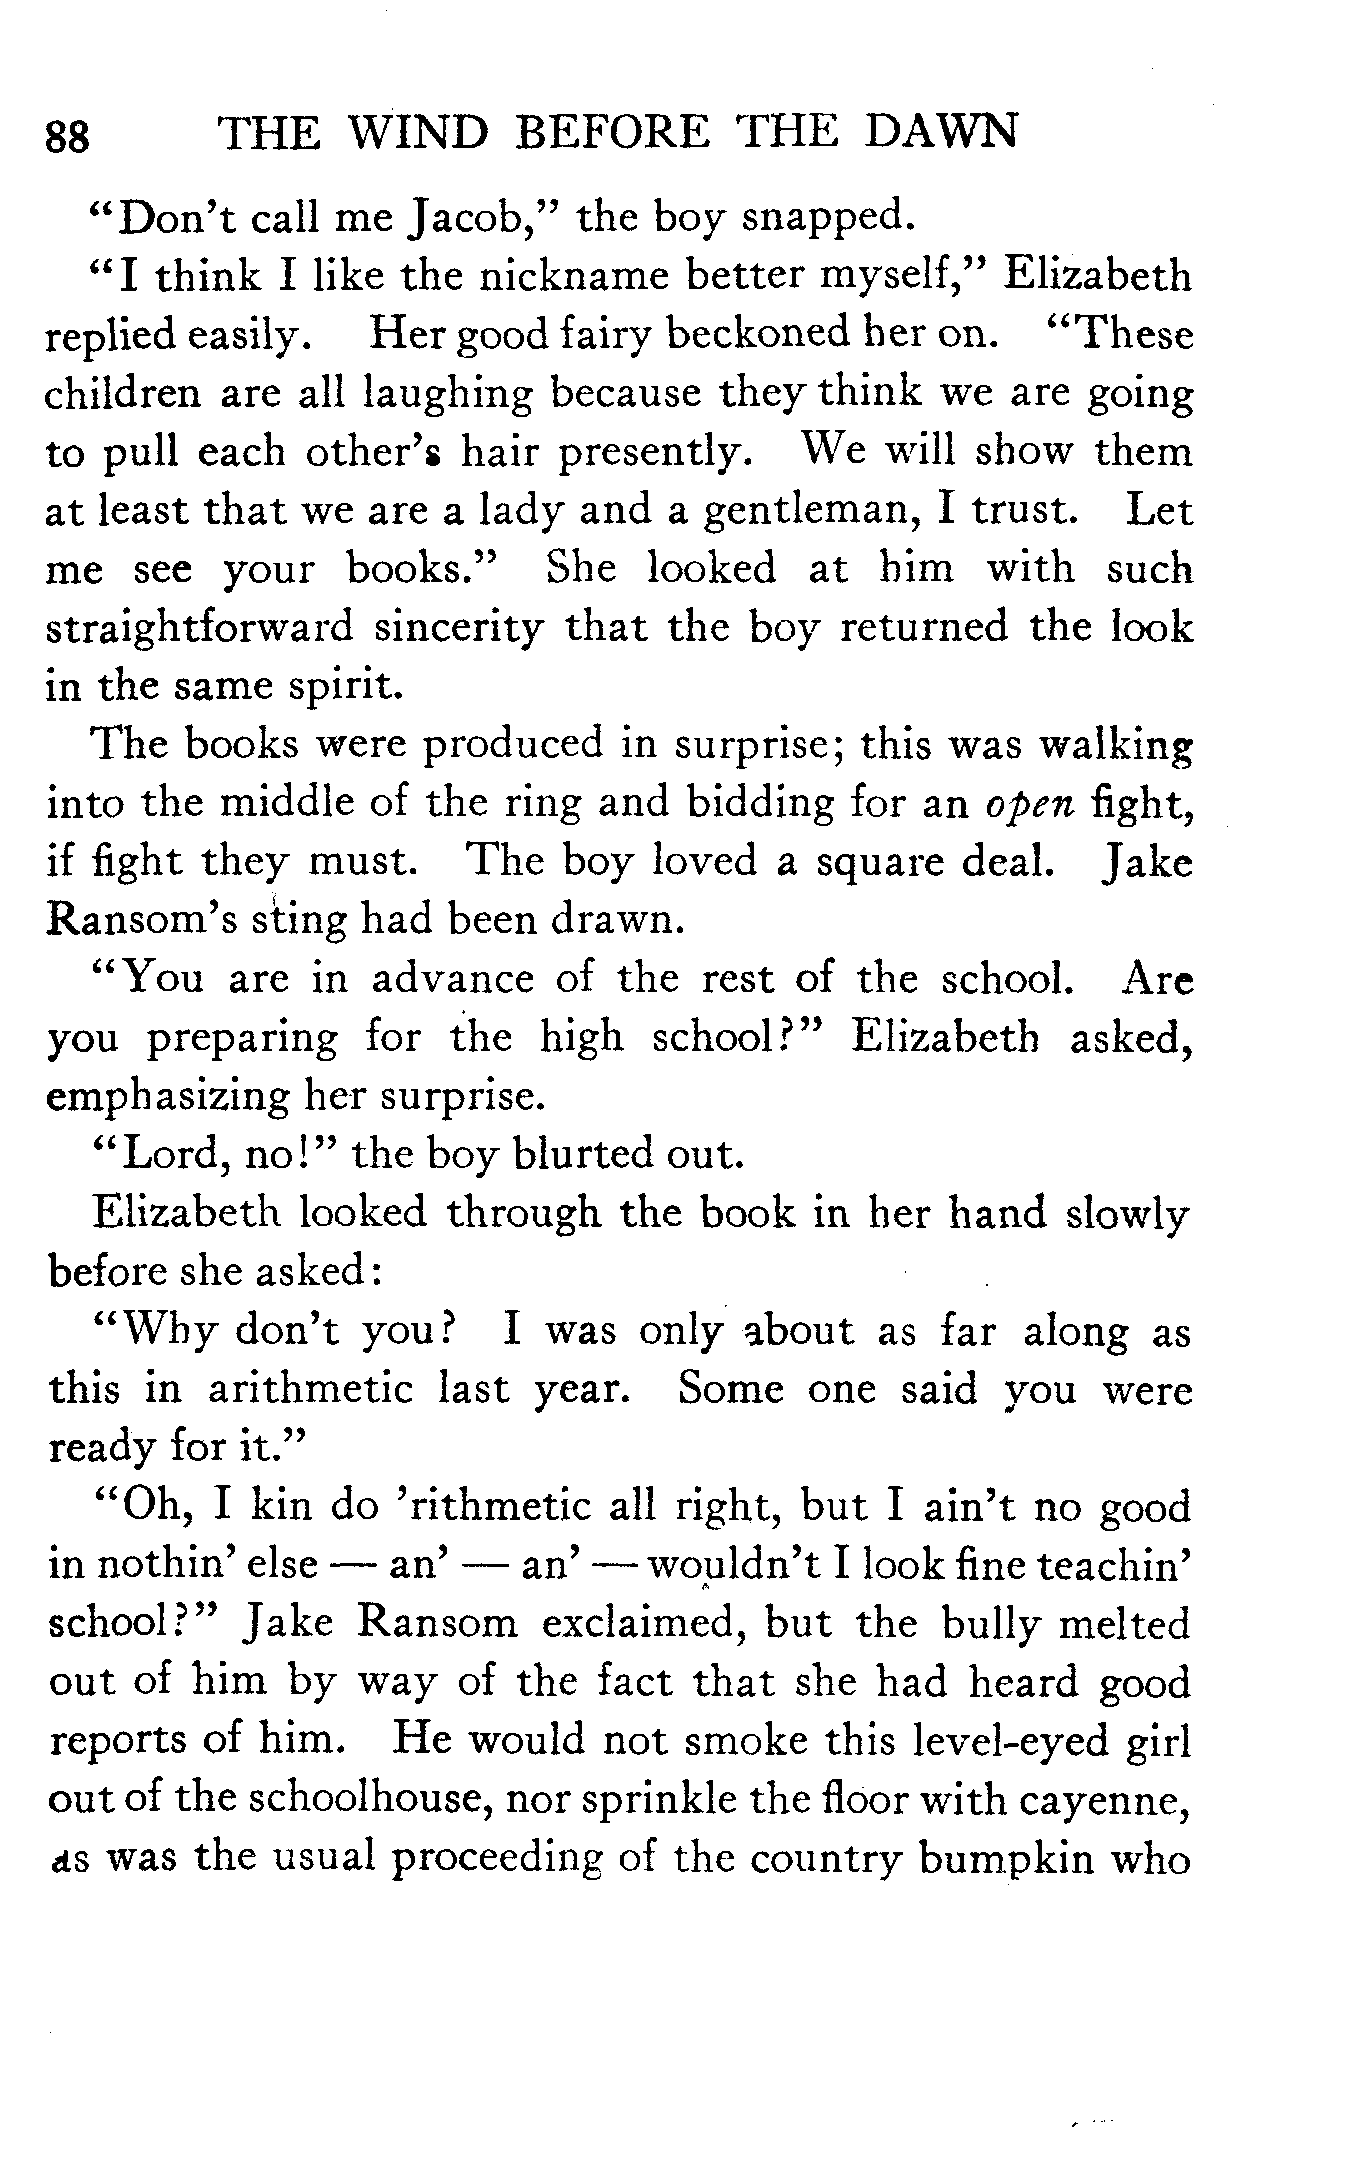 88 THE WIND BEFORE THE DAWN
"Don't call me Jacob," the boy snapped.
"I think I like the nickname better myself," Elizabeth
replied easily. Her good fairy beckoned her on. "These
children are all laughing because they think we are going
to pull each other's hair presently. We will show them
at least that we are a lady and a gentleman, I trust. Let
me see your books." She looked at him with such
straightforward sincerity that the boy returned the look
in the same spirit.
The books were produced in surprise; this was walking
into the middle of the ring and bidding for an open fight,
if fight they must. The boy loved a square deal. Jake
Ransom's sting had been drawn.
"You are in advance of the rest of the school. Are
you preparing for the high school?" Elizabeth asked,
emphasizing her surprise.
"Lord, no!" the boy blurted out.
Elizabeth looked through the book in her hand slowly
before she asked:
"Why don't you? I was only about as far along as
this in arithmetic last year. Some one said you were
ready for it."
"Oh, I kin do 'rithmetic all right, but I ain't no good
in nothin' else — an' — an' — wouldn't I look fine teachin'
school?" Jake Ransom exclaimed, but the bully melted
out of him by way of the fact that she had heard good
reports of him. He would not smoke this level-eyed girl
out of the schoolhouse, nor sprinkle the floor with cayenne,
as was the usual proceeding of the country bumpkin who